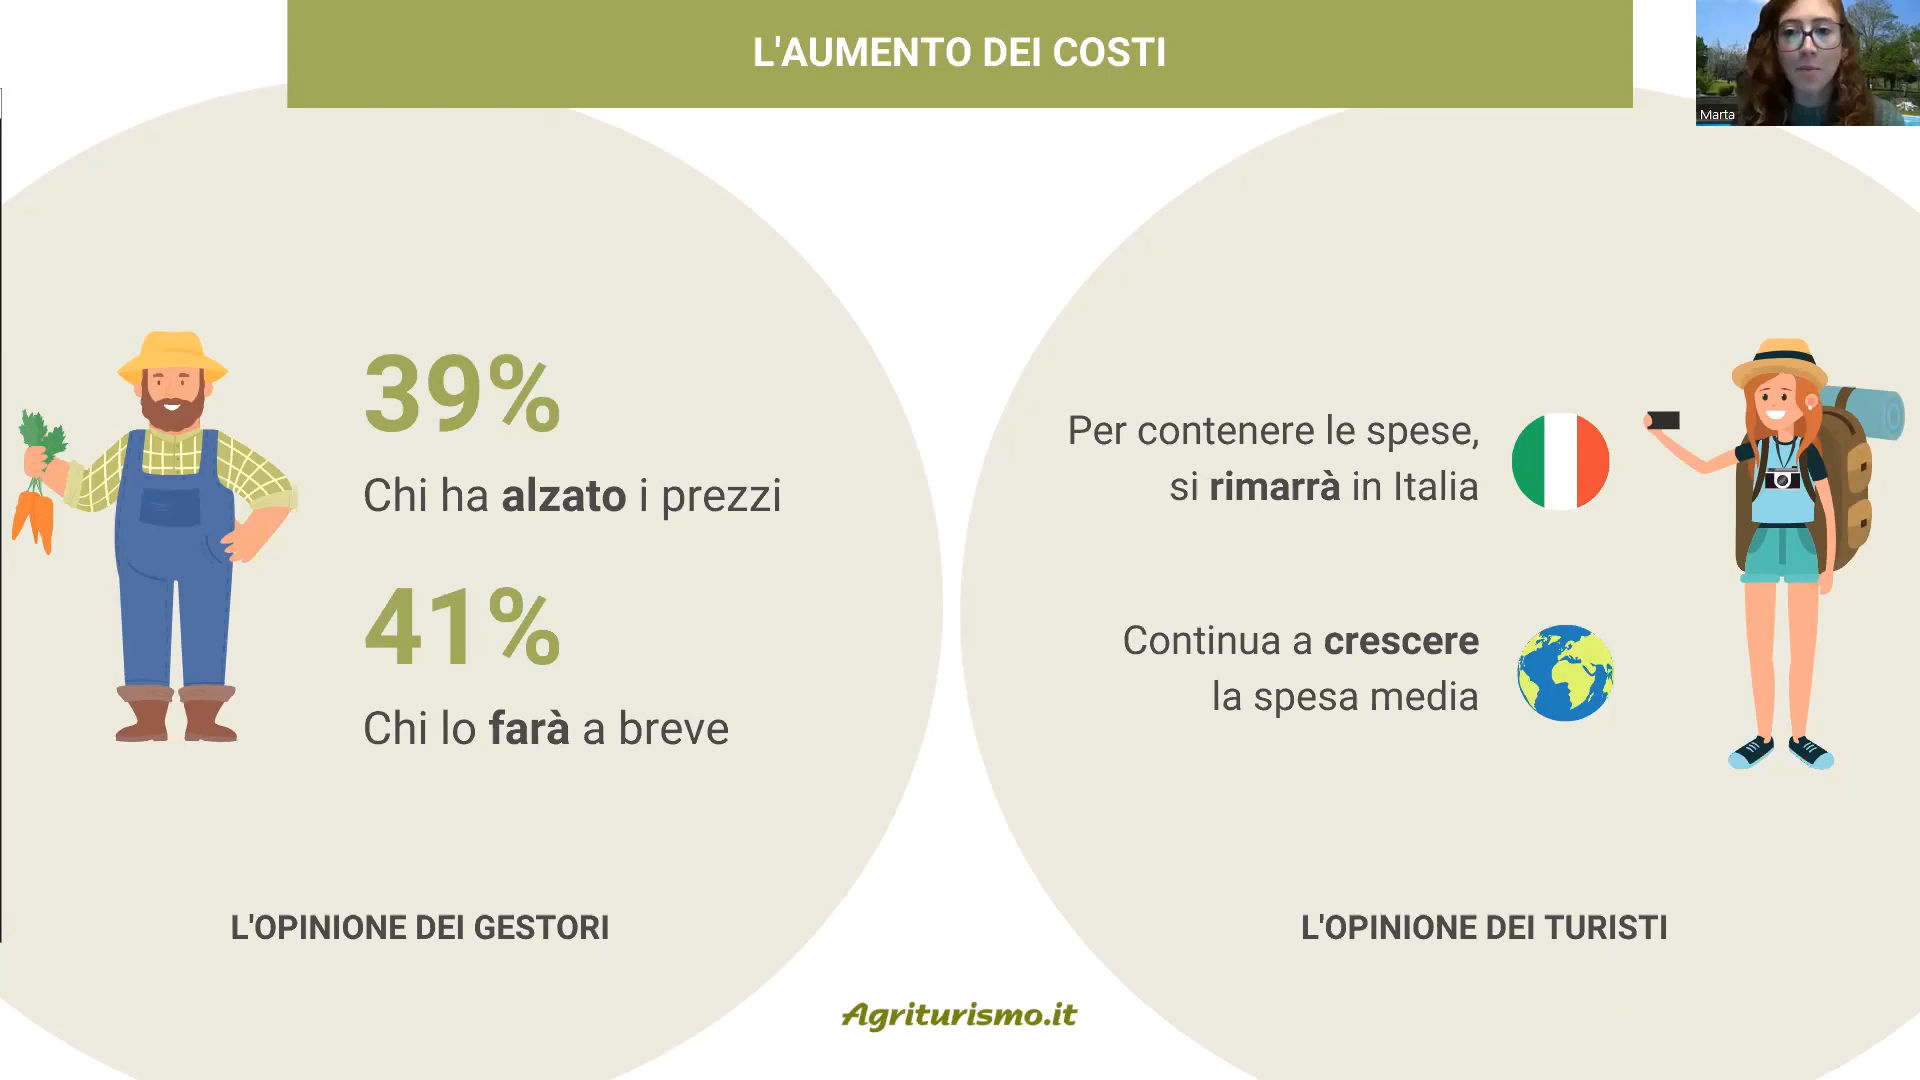 L'AUMENTO DEI COSTI
Marta
39%
Chi ha alzato i prezzi
41%
Chi lo farà a breve
L'OPINIONE DEI GESTORI
Per contenere le spese,
si rimarrà in Italia
Continua a crescere
la spesa media
L'OPINIONE DEI TURISTI
Agriturismo.it